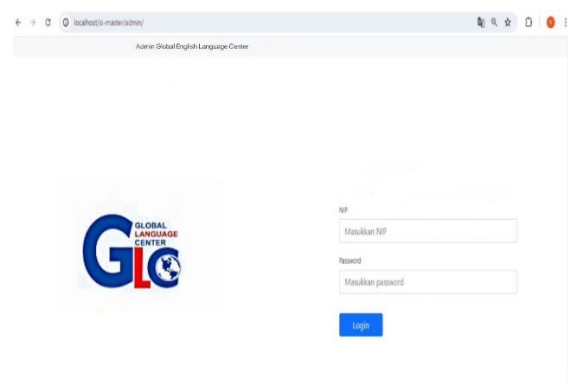 localhost/si-master/admin/
Admin Global English Language Center
GLOBAL
LANGUAGE
CENTER
GLC
NIP
Masukkan NIP
Password
Masukkan password
Login